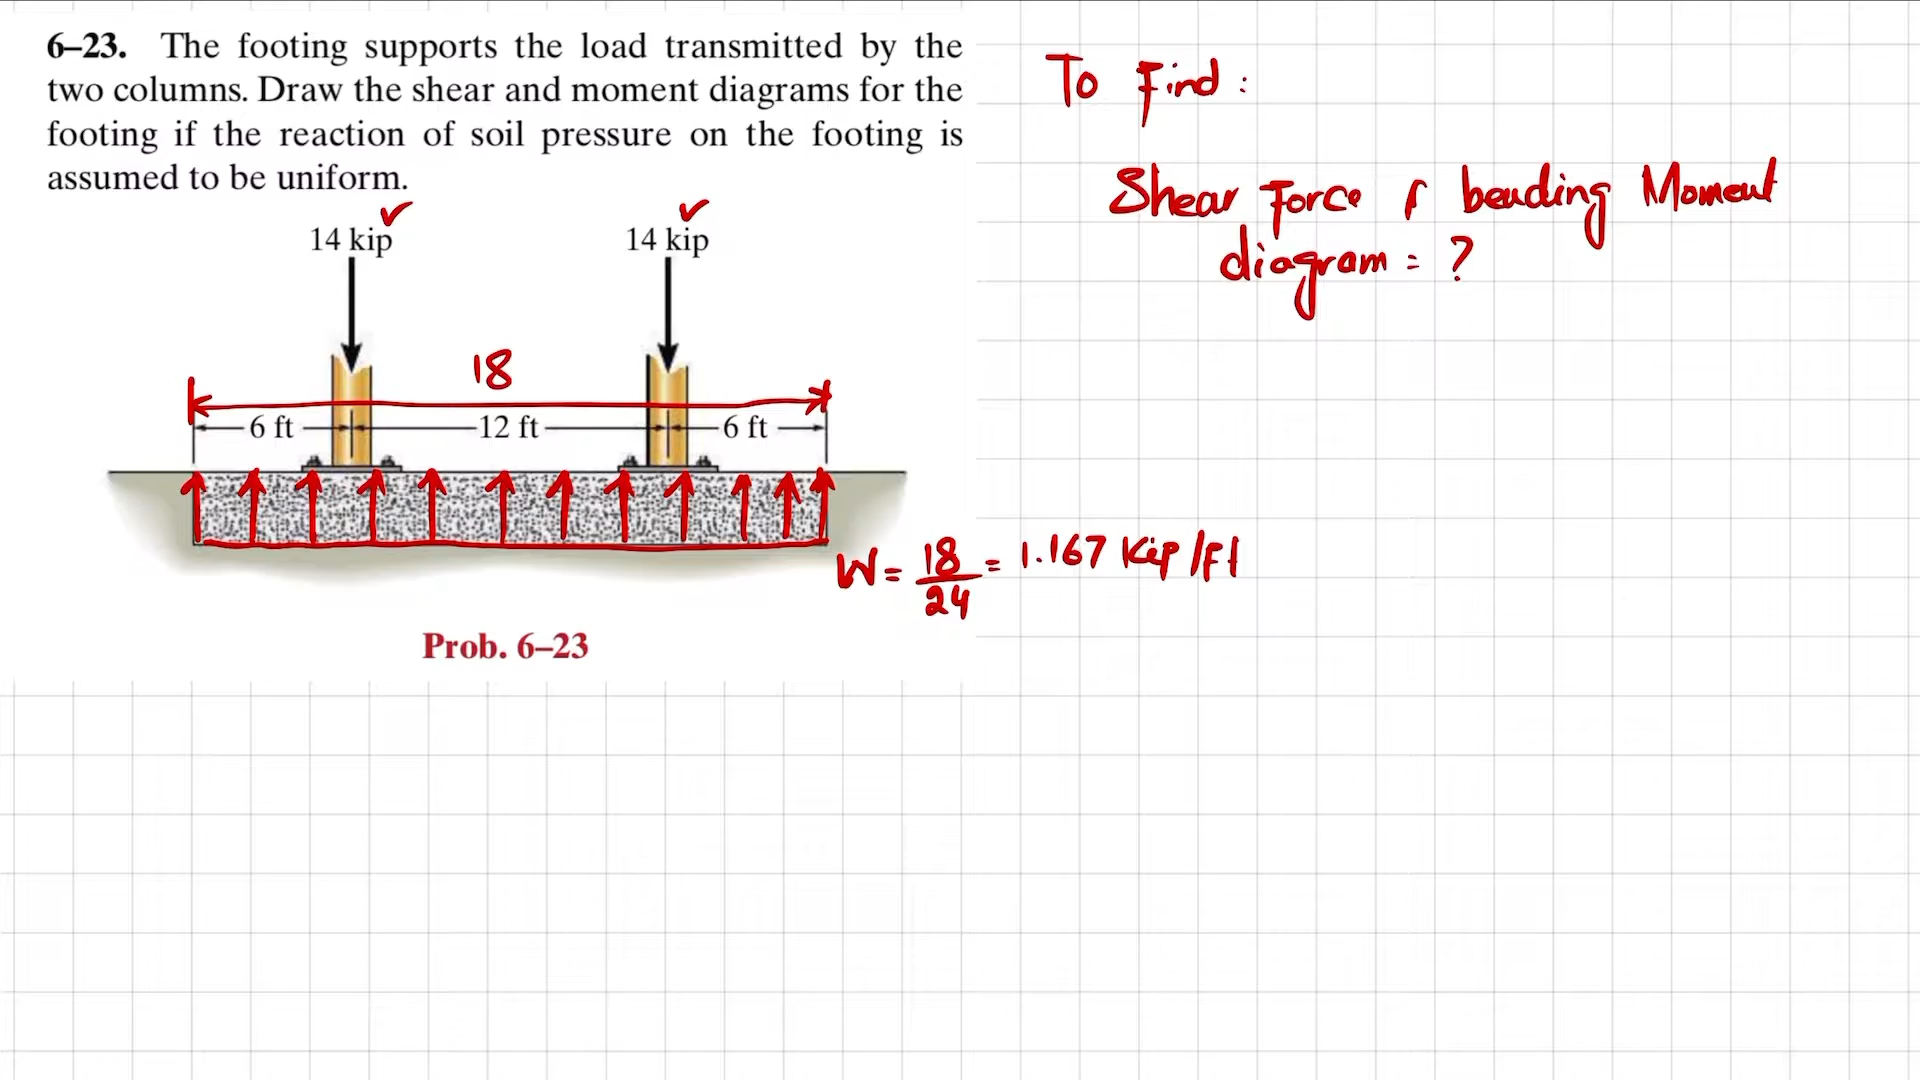 6–23. The footing supports the load transmitted by the
two columns. Draw the shear and moment diagrams for the
footing if the reaction of soil pressure on the footing is
assumed to be uniform.
14 kip
14 kip
18
6 ft
12 ft
6 ft
Prob. 6–23
To Find:
Shear Force & bending Moment
diagram = ?
W = 18/24 = 1.167 Kip/Ft